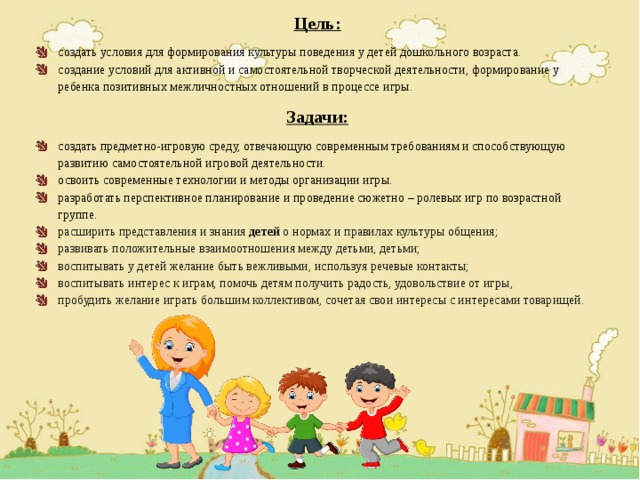 Цель:
создать условия для формирования культуры поведения у детей дошкольного возраста.
создание условий для активной и самостоятельной творческой деятельности, формирование у
ребенка позитивных межличностных отношений в процессе игры.
Задачи:
создать предметно-игровую среду, отвечающую современным требованиям и способствующую
развитию самостоятельной игровой деятельности.
освоить современные технологии и методы организации игры.
разработать перспективное планирование и проведение сюжетно – ролевых игр по возрастной
группе.
расширить представления и знания детей о нормах и правилах культуры общения;
развивать положительные взаимоотношения между детьми, детьми;
воспитывать у детей желание быть вежливыми, используя речевые контакты;
воспитывать интерес к играм, помочь детям получить радость, удовольствие от игры,
пробудить желание играть большим коллективом, сочетая свои интересы с интересами товарищей.